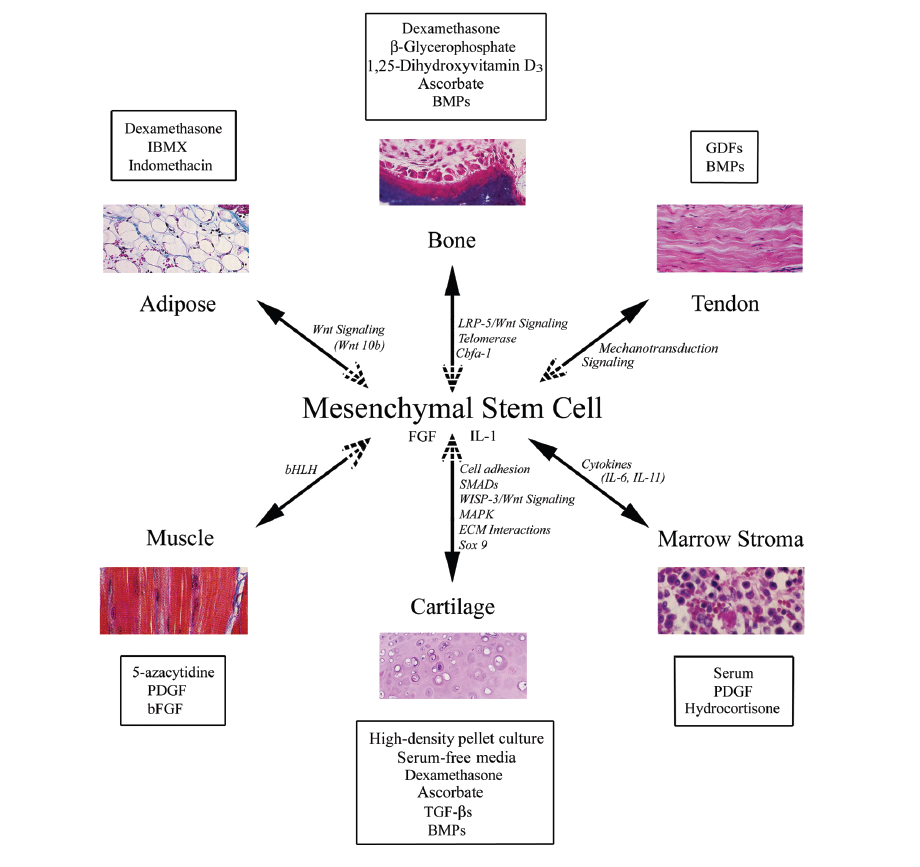 Dexamethasone
β-Glycerophosphate
1,25-Dihydroxyvitamin D3
Ascorbate
BMPs
Dexamethasone
IBMX
Indomethacin
GDFs
BMPs
Bone
Adipose
Tendon
Wnt Signaling
(Wnt 10b)
LRP-5/Wnt Signaling
Telomerase
Cbfa-1
Mechanotransduction
Signaling
Mesenchymal Stem Cell
FGF IL-1
bHLH
Cell adhesion
SMADs
WISP-3/Wnt Signaling
MAPK
ECM Interactions
Sox 9
Cytokines
(IL-6, IL-11)
Muscle
Marrow Stroma
Cartilage
5-azacytidine
PDGF
bFGF
Serum
PDGF
Hydrocortisone
High-density pellet culture
Serum-free media
Dexamethasone
Ascorbate
TGF-βs
BMPs